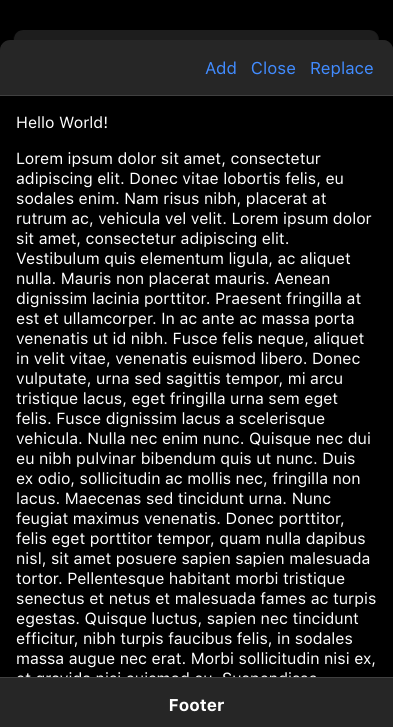 Add Close Replace
Hello World!
Lorem ipsum dolor sit amet, consectetur
adipiscing elit. Donec vitae lobortis felis, eu
sodales enim. Nam risus nibh, placerat at
rutrum ac, vehicula vel velit. Lorem ipsum dolor
sit amet, consectetur adipiscing elit.
Vestibulum quis elementum ligula, ac aliquet
nulla. Mauris non placerat mauris. Aenean
dignissim lacinia porttitor. Praesent fringilla at
est et ullamcorper. In ac ante ac massa porta
venenatis ut id nibh. Fusce felis neque, aliquet
in velit vitae, venenatis euismod libero. Donec
vulputate, urna sed sagittis tempor, mi arcu
tristique lacus, eget fringilla urna sem eget
felis. Fusce dignissim lacus a scelerisque
vehicula. Nulla nec enim nunc. Quisque nec dui
eu nibh pulvinar bibendum quis ut nunc. Duis
ex odio, sollicitudin ac mollis nec, fringilla non
lacus. Maecenas sed tincidunt urna. Nunc
feugiat maximus venenatis. Donec porttitor,
felis eget porttitor tempor, quam nulla dapibus
nisl, sit amet posuere sapien sapien malesuada
tortor. Pellentesque habitant morbi tristique
senectus et netus et malesuada fames ac turpis
egestas. Quisque luctus, sapien nec tincidunt
efficitur, nibh turpis faucibus felis, in sodales
massa augue nec erat. Morbi sollicitudin nisi ex,
Footer